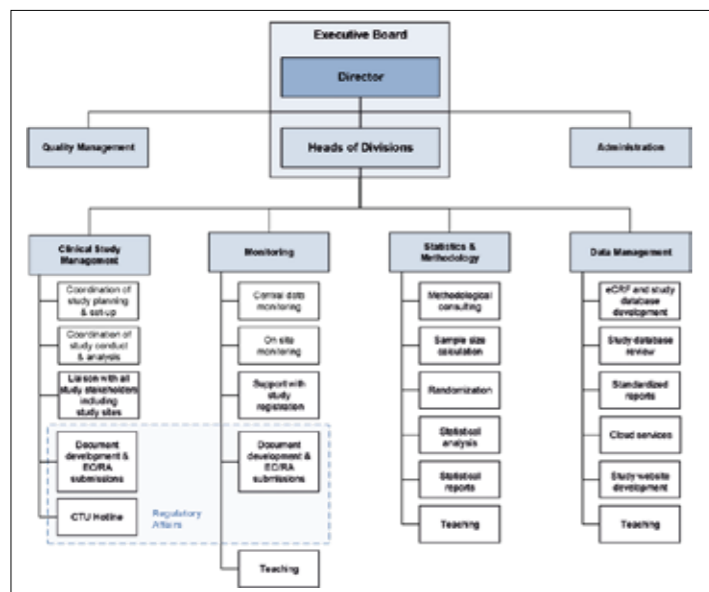 Executive Board
Director
Quality Management
Heads of Divisions
Administration
Clinical Study
Management
Monitoring
Statistics &
Methodology
Data Management
Coordination of
study planning
& set-up
Coordination of
study conduct
& analysis
Liaison with all
study stakeholders
including
study sites
Document
development &
EC/RA
submissions
CTU Hotline
Regulatory
Affairs
Central data
monitoring
On site
monitoring
Support with
study
registration
Document
development &
EC/RA
submissions
Teaching
Methodological
consulting
Sample size
calculation
Randomization
Statistical
analysis
Statistical
reports
Teaching
eCRF and study
database
development
Study database
review
Standardized
reports
Cloud services
Study website
development
Teaching